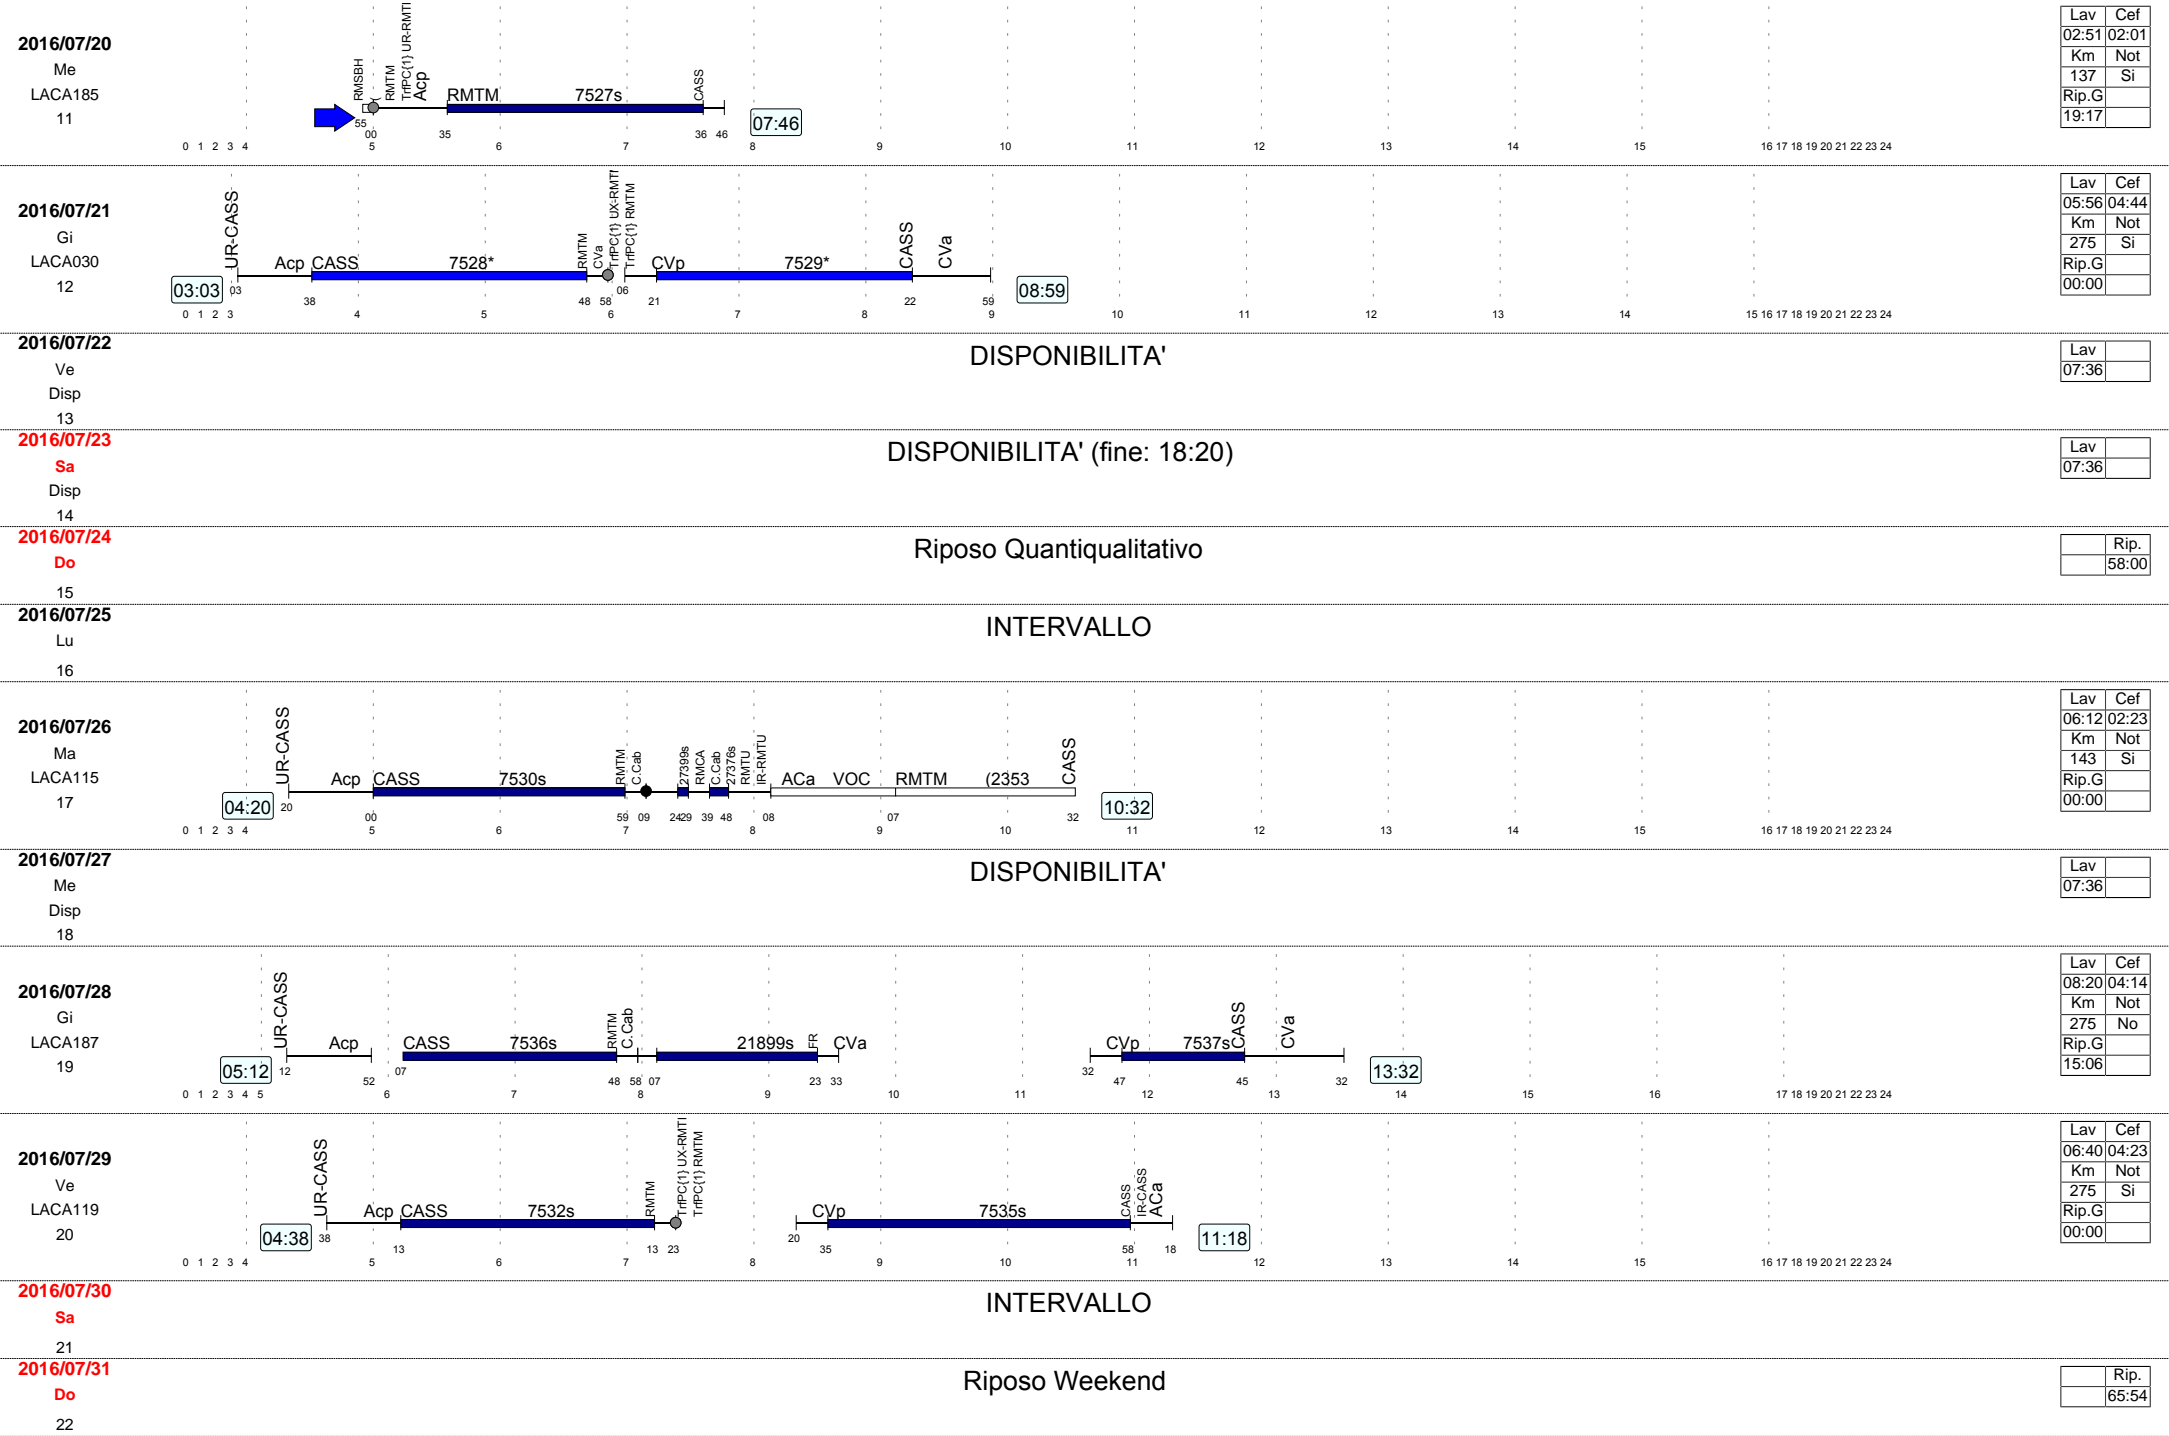 2016/07/20
Me
LACA185
11
RMSBH
RMTM
TrfPC{1} UR-RMTI
Acp
RMTM 7527s
CASS
55 00 35 36 46
07:46
0 1 2 3 4 5 6 7 8 9 10 11 12 13 14 15 16 17 18 19 20 21 22 23 24
Lav Cef
02:51 02:01
Km Not
137 Si
Rip.G
19:17
2016/07/21
Gi
LACA030
12
03:03
UR-CASS
Acp CASS 7528*
RMTM
CVa
TrfPC{1} UX-RMTI
TrfPC{1} RMTM
CVp 7529*
CASS
CVa
03 38 48 58 06 21 22 59
08:59
0 1 2 3 4 5 6 7 8 9 10 11 12 13 14 15 16 17 18 19 20 21 22 23 24
Lav Cef
05:56 04:44
Km Not
275 Si
Rip.G
00:00
2016/07/22
Ve
Disp
13
DISPONIBILITA'
Lav
07:36
2016/07/23
Sa
Disp
14
DISPONIBILITA' (fine: 18:20)
Lav
07:36
2016/07/24
Do
15
Riposo Quantiqualitativo
Rip.
58:00
2016/07/25
Lu
16
INTERVALLO
2016/07/26
Ma
LACA115
17
04:20
UR-CASS
Acp CASS 7530s
RMTM
C.Cab
27399s
RMCA
C.Cab
27376s
RMTU
IR-RMTU
ACa VOC RMTM (2353
CASS
20 00 59 09 24 29 39 48 08 07 32
10:32
0 1 2 3 4 5 6 7 8 9 10 11 12 13 14 15 16 17 18 19 20 21 22 23 24
Lav Cef
06:12 02:23
Km Not
143 Si
Rip.G
00:00
2016/07/27
Me
Disp
18
DISPONIBILITA'
Lav
07:36
2016/07/28
Gi
LACA187
19
05:12
UR-CASS
Acp CASS 7536s
RMTM
C.Cab
21899s
FR
CVa
CVp 7537s
CASS
CVa
12 52 07 48 58 07 23 33 32 47 45 32
13:32
0 1 2 3 4 5 6 7 8 9 10 11 12 13 14 15 16 17 18 19 20 21 22 23 24
Lav Cef
08:20 04:14
Km Not
275 No
Rip.G
15:06
2016/07/29
Ve
LACA119
20
04:38
UR-CASS
Acp CASS 7532s
RMTM
TrfPC{1} UX-RMTI
TrfPC{1} RMTM
CVp 7535s
CASS
IR-CASS
ACa
38 13 13 23 20 35 58 18
11:18
0 1 2 3 4 5 6 7 8 9 10 11 12 13 14 15 16 17 18 19 20 21 22 23 24
Lav Cef
06:40 04:23
Km Not
275 Si
Rip.G
00:00
2016/07/30
Sa
21
INTERVALLO
2016/07/31
Do
22
Riposo Weekend
Rip.
65:54